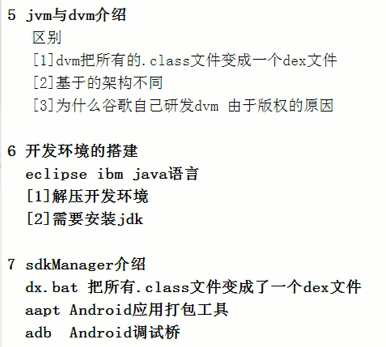 5 jvm与dvm介绍
区别
[1]dvm把所有的.class文件变成一个dex文件
[2]基于的架构不同
[3]为什么谷歌自己研发dvm 由于版权的原因
6 开发环境的搭建
eclipse ibm java语言
[1]解压开发环境
[2]需要安装jdk
7 sdkManager介绍
dx.bat 把所有.class文件变成了一个dex文件
aapt Android应用打包工具
adb Android调试桥